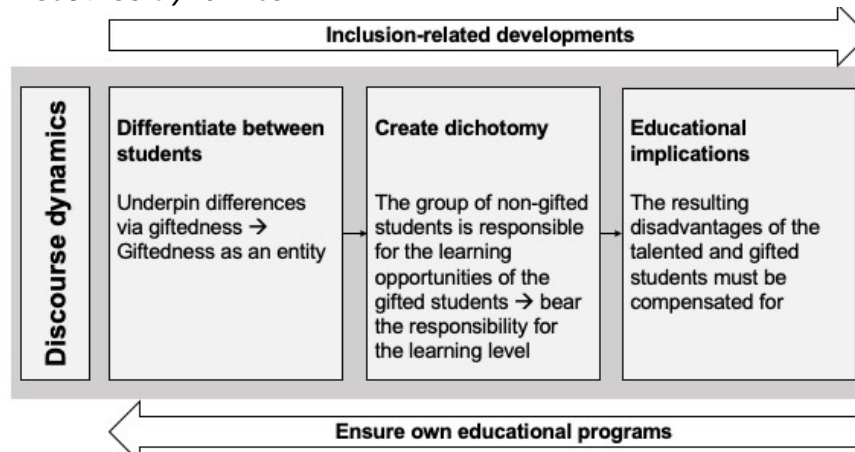 Inclusion-related developments
Discourse dynamics
Differentiate between
students
Underpin differences
via giftedness →
Giftedness as an entity
Create dichotomy
The group of non-gifted
students is responsible
for the learning
opportunities of the
gifted students → bear
the responsibility for
the learning level
Educational
implications
The resulting
disadvantages of the
talented and gifted
students must be
compensated for
Ensure own educational programs